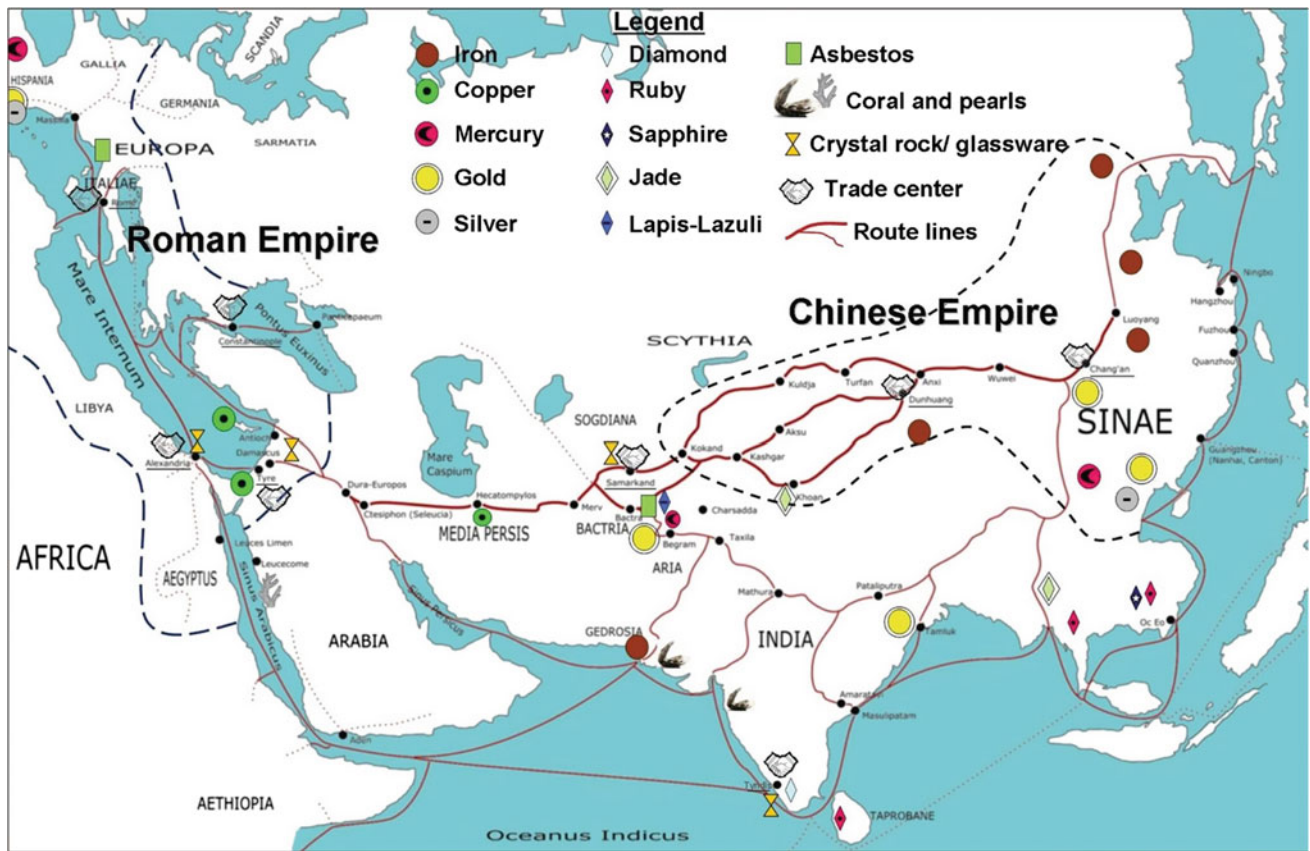 Legend
Iron
Copper
Mercury
Gold
Silver
Diamond
Ruby
Sapphire
Jade
Lapis-Lazuli
Asbestos
Coral and pearls
Crystal rock/ glassware
Trade center
Route lines
SCANDIA
GALLIA
HISPANIA
GERMANIA
SARMATIA
Massilia
EUROPA
ITALIAE
Rome
Roman Empire
Mare Internum
Pontus Euxinus
Panticapaeum
Constantinople
LIBYA
Antioch
Damascus
Alexandria
Tyre
AFRICA
AEGYPTUS
Leuces Limen
Leucecome
Sinus Arabicus
ARABIA
Aden
AETHIOPIA
Dura-Europos
Ctesiphon (Seleucia)
Hecatompylos
MEDIA PERSIS
Mare
Caspium
Sinus Persicus
SCYTHIA
SOGDIANA
Samarkand
Merv
Bactra
BACTRIA
Begram
ARIA
Charsadda
Taxila
GEDROSIA
Chinese Empire
Kuldja
Turfan
Anxi
Wuwei
Dunhuang
Aksu
Kokand
Kashgar
Khoan
Luoyang
Chang'an
SINAE
Ningbo
Hangzhou
Fuzhou
Quanzhou
Guangzhou
(Nanhai, Canton)
Mathura
Pataliputra
INDIA
Tamluk
Amaravati
Masulipatam
Tyndis
TAPROBANE
Oc Eo
Oceanus Indicus